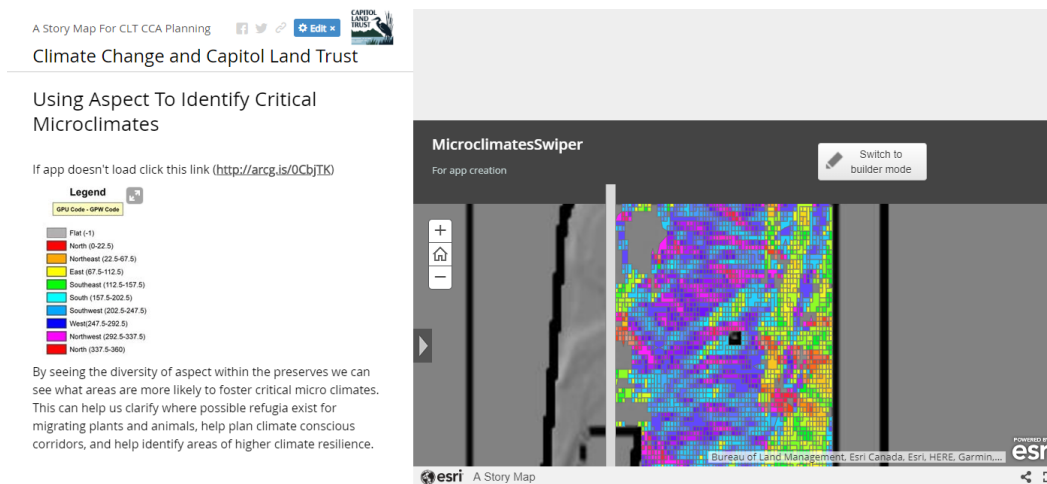 A Story Map For CLT CCA Planning
Edit ×
CAPITOL
LAND
TRUST
Climate Change and Capitol Land Trust
Using Aspect To Identify Critical
Microclimates
If app doesn't load click this link (http://arcg.is/0CbjTK)
Legend
GPU Code - GPW Code
Flat (-1)
North (0-22.5)
Northeast (22.5-67.5)
East (67.5-112.5)
Southeast (112.5-157.5)
South (157.5-202.5)
Southwest (202.5-247.5)
West(247.5-292.5)
Northwest (292.5-337.5)
North (337.5-360)
By seeing the diversity of aspect within the preserves we can
see what areas are more likely to foster critical micro climates.
This can help us clarify where possible refugia exist for
migrating plants and animals, help plan climate conscious
corridors, and help identify areas of higher climate resilience.
MicroclimatesSwiper
For app creation
Switch to
builder mode
+
−
POWERED BY
esri
Bureau of Land Management, Esri Canada, Esri, HERE, Garmin,...
esri A Story Map